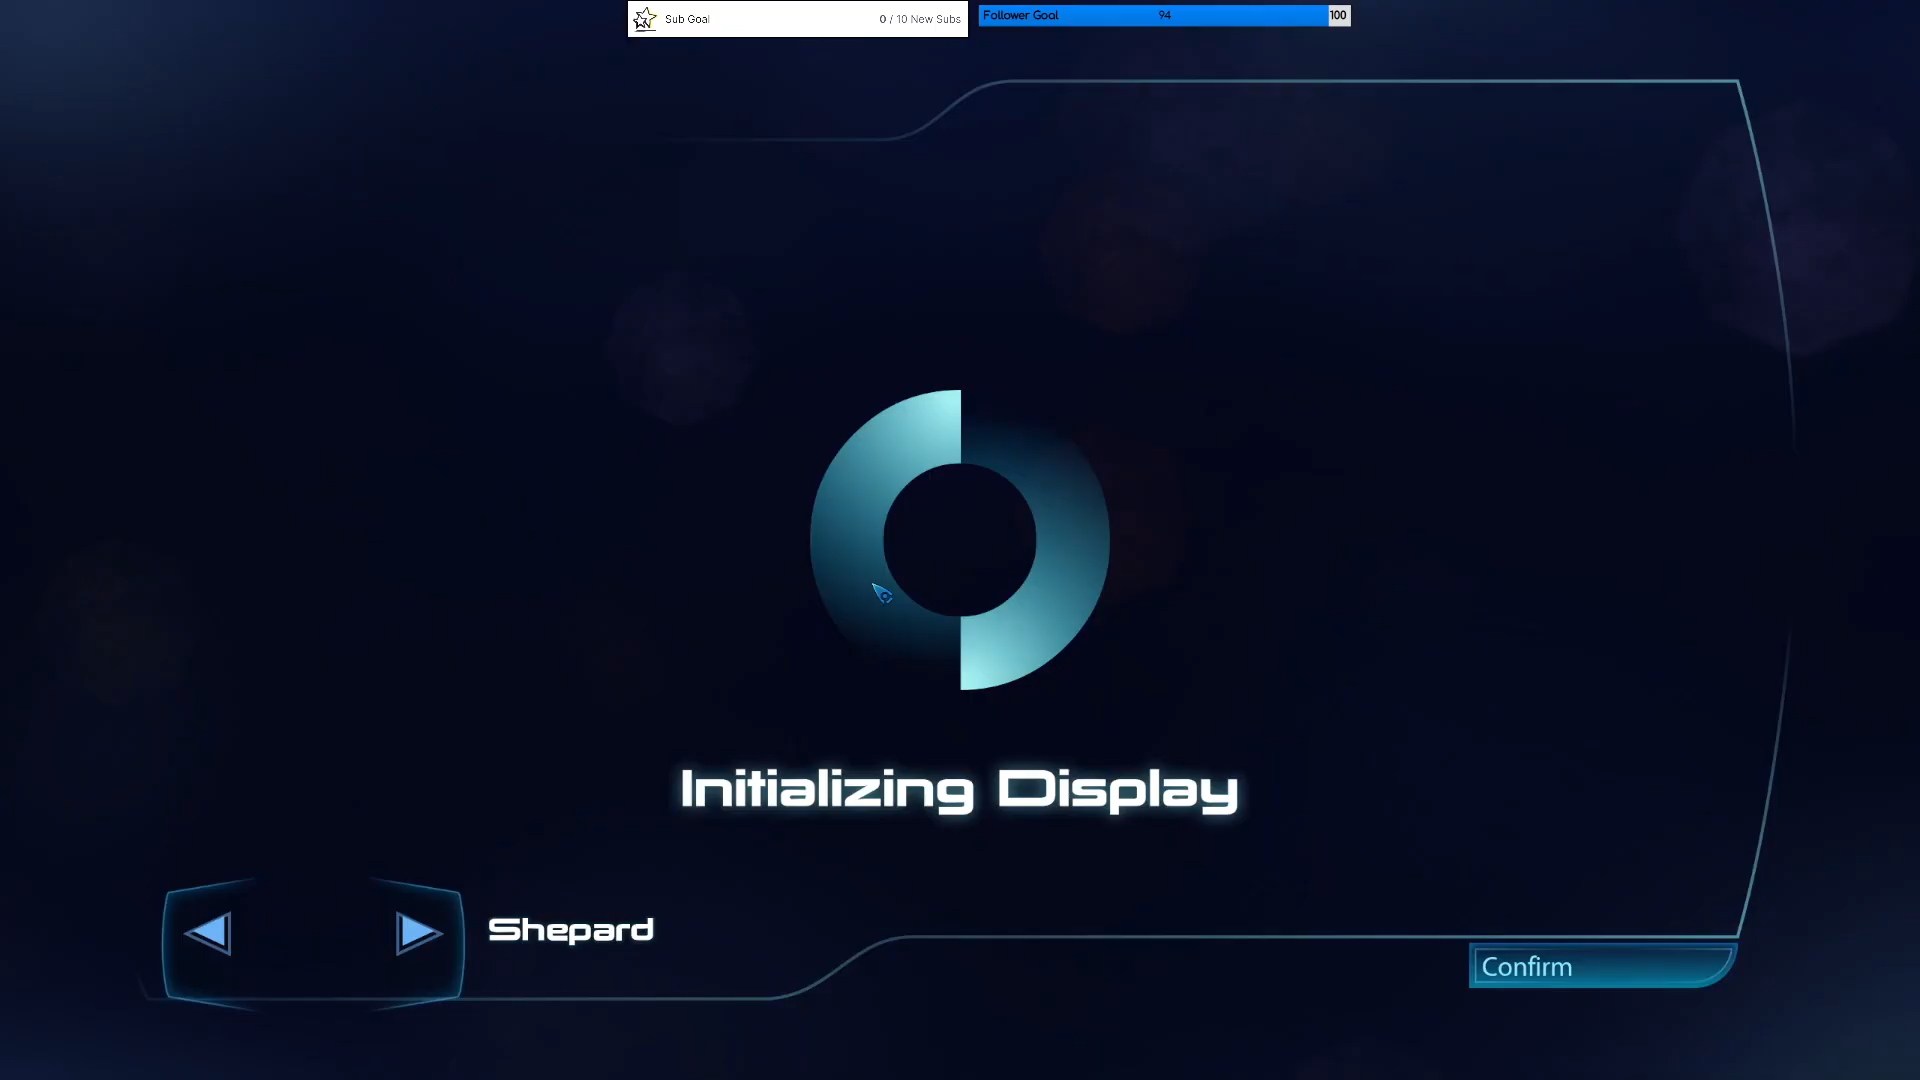 Sub Goal 0 / 10 New Subs
Follower Goal 94 100
Initializing Display
Shepard
Confirm